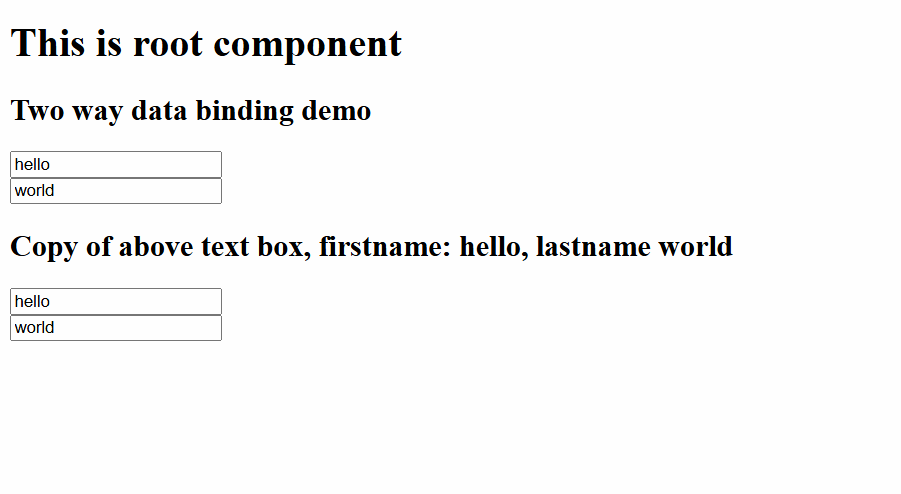 This is root component
Two way data binding demo
hello
world
Copy of above text box, firstname: hello, lastname world
hello
world